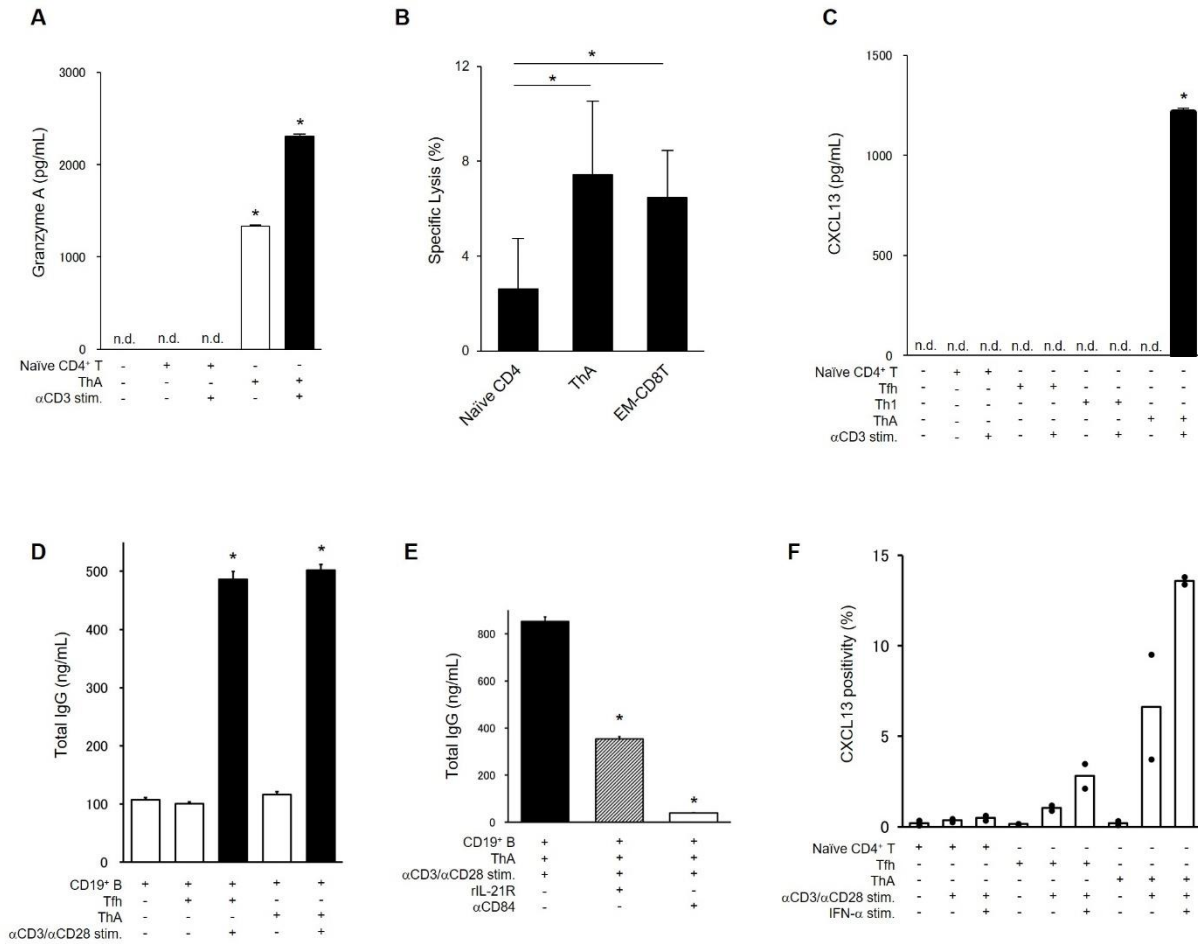 A
Granzyme A (pg/mL)
3000
2000
1000
0
* *
n.d. n.d. n.d.
Naïve CD4⁺ T - + + - -
ThA - - - + +
αCD3 stim. - - + - +
B
Specific Lysis (%)
12
8
4
0
*
*
Naïve CD4
ThA
EM-CD8T
C
CXCL13 (pg/mL)
1500
1000
500
0
*
n.d. n.d. n.d. n.d. n.d. n.d. n.d. n.d.
Naïve CD4⁺ T - + + - - - - - -
Tfh - - - + + - - - -
Th1 - - - - - + + - -
ThA - - - - - - - + +
αCD3 stim. - - + - + - + - +
D
Total IgG (ng/mL)
500
400
300
200
100
0
* *
CD19⁺ B + + + + +
Tfh - + + - -
ThA - - - + +
αCD3/αCD28 stim. - - + - +
E
Total IgG (ng/mL)
800
600
400
200
0
*
*
CD19⁺ B + + +
ThA + + +
αCD3/αCD28 stim. + + +
rIL-21R - + -
αCD84 - - +
F
CXCL13 positivity (%)
15
10
5
0
Naïve CD4⁺ T + + + - - - - - -
Tfh - - - + + + - - -
ThA - - - - - - + + +
αCD3/αCD28 stim. - + + - + + - + +
IFN-α stim. - - + - - + - - +